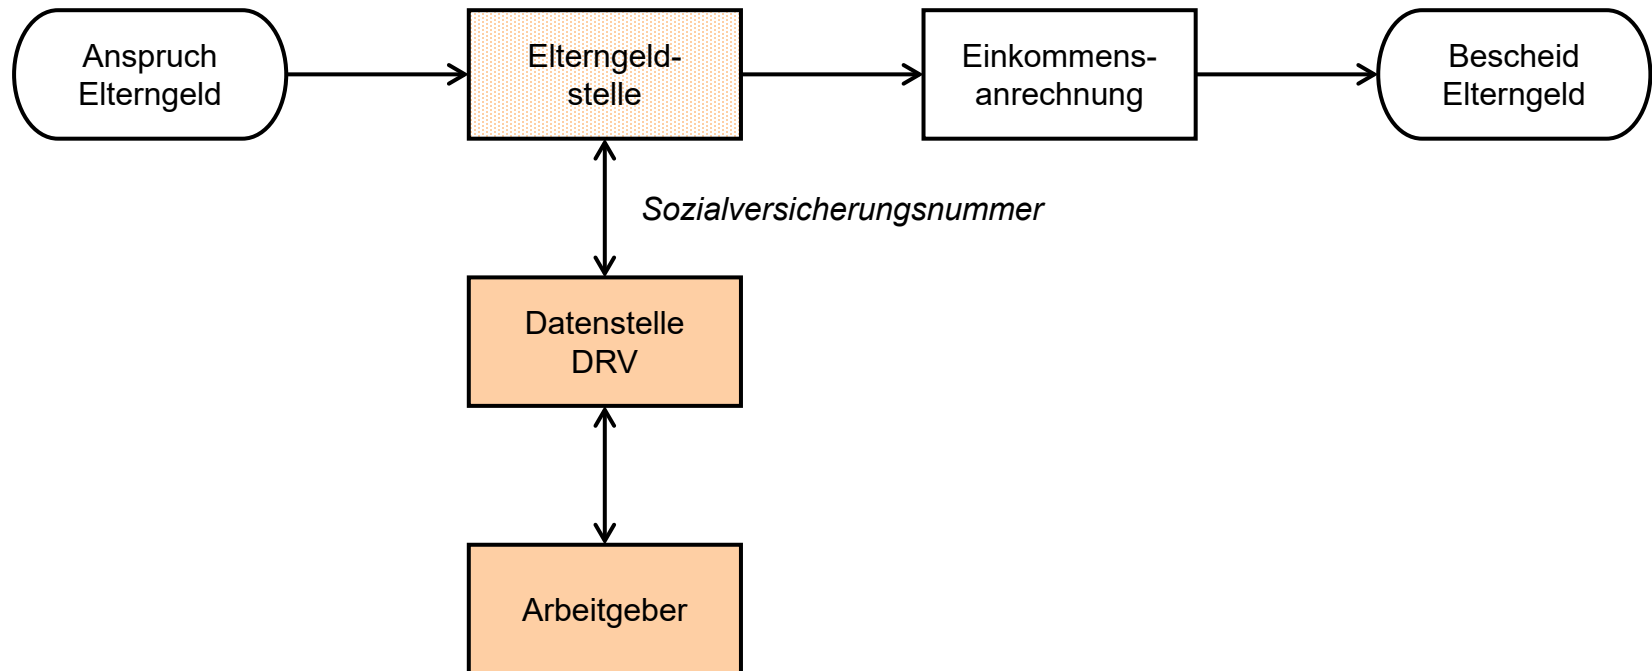 Anspruch
Elterngeld
Elterngeld-
stelle
Einkommens-
anrechnung
Bescheid
Elterngeld
Sozialversicherungsnummer
Datenstelle
DRV
Arbeitgeber